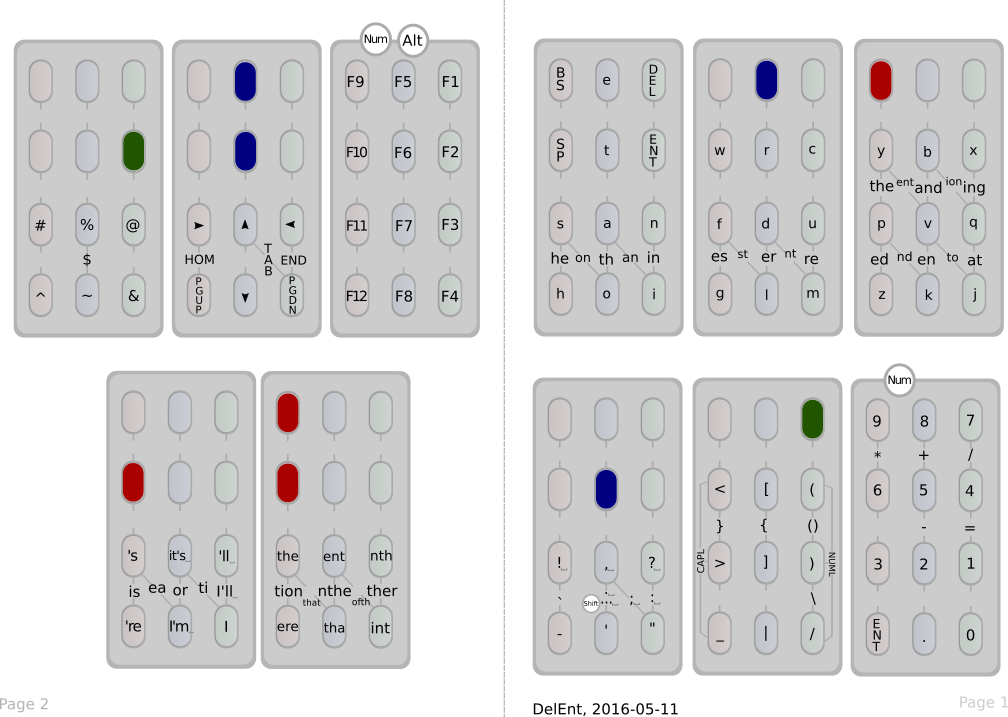 Num Alt
F9 F5 F1
F10 F6 F2
# % @
$
^ ~ &
► ▲ ◄
HOM TAB END
PGUP ▼ PGDN
F11 F7 F3
F12 F8 F4
BS e DEL
SP t ENT
s a n
he on th an in
h o i
w r c
f d u
es st er nt re
g l m
y b x
the ent and ion ing
p v q
ed nd en to at
z k j
's it's_ 'll_
is ea or ti I'll_
're I'm_ I
the ent nth
tion that nthe ofth ther
ere tha int
!_ ,_ ?_
` Shift ..._ ; :_
- ' "
< [ (
} { ()
CAPL > ] ) NUML
\
_ | /
Num
9 8 7
* + /
6 5 4
- =
3 2 1
ENT . 0
Page 2
DelEnt, 2016-05-11
Page 1